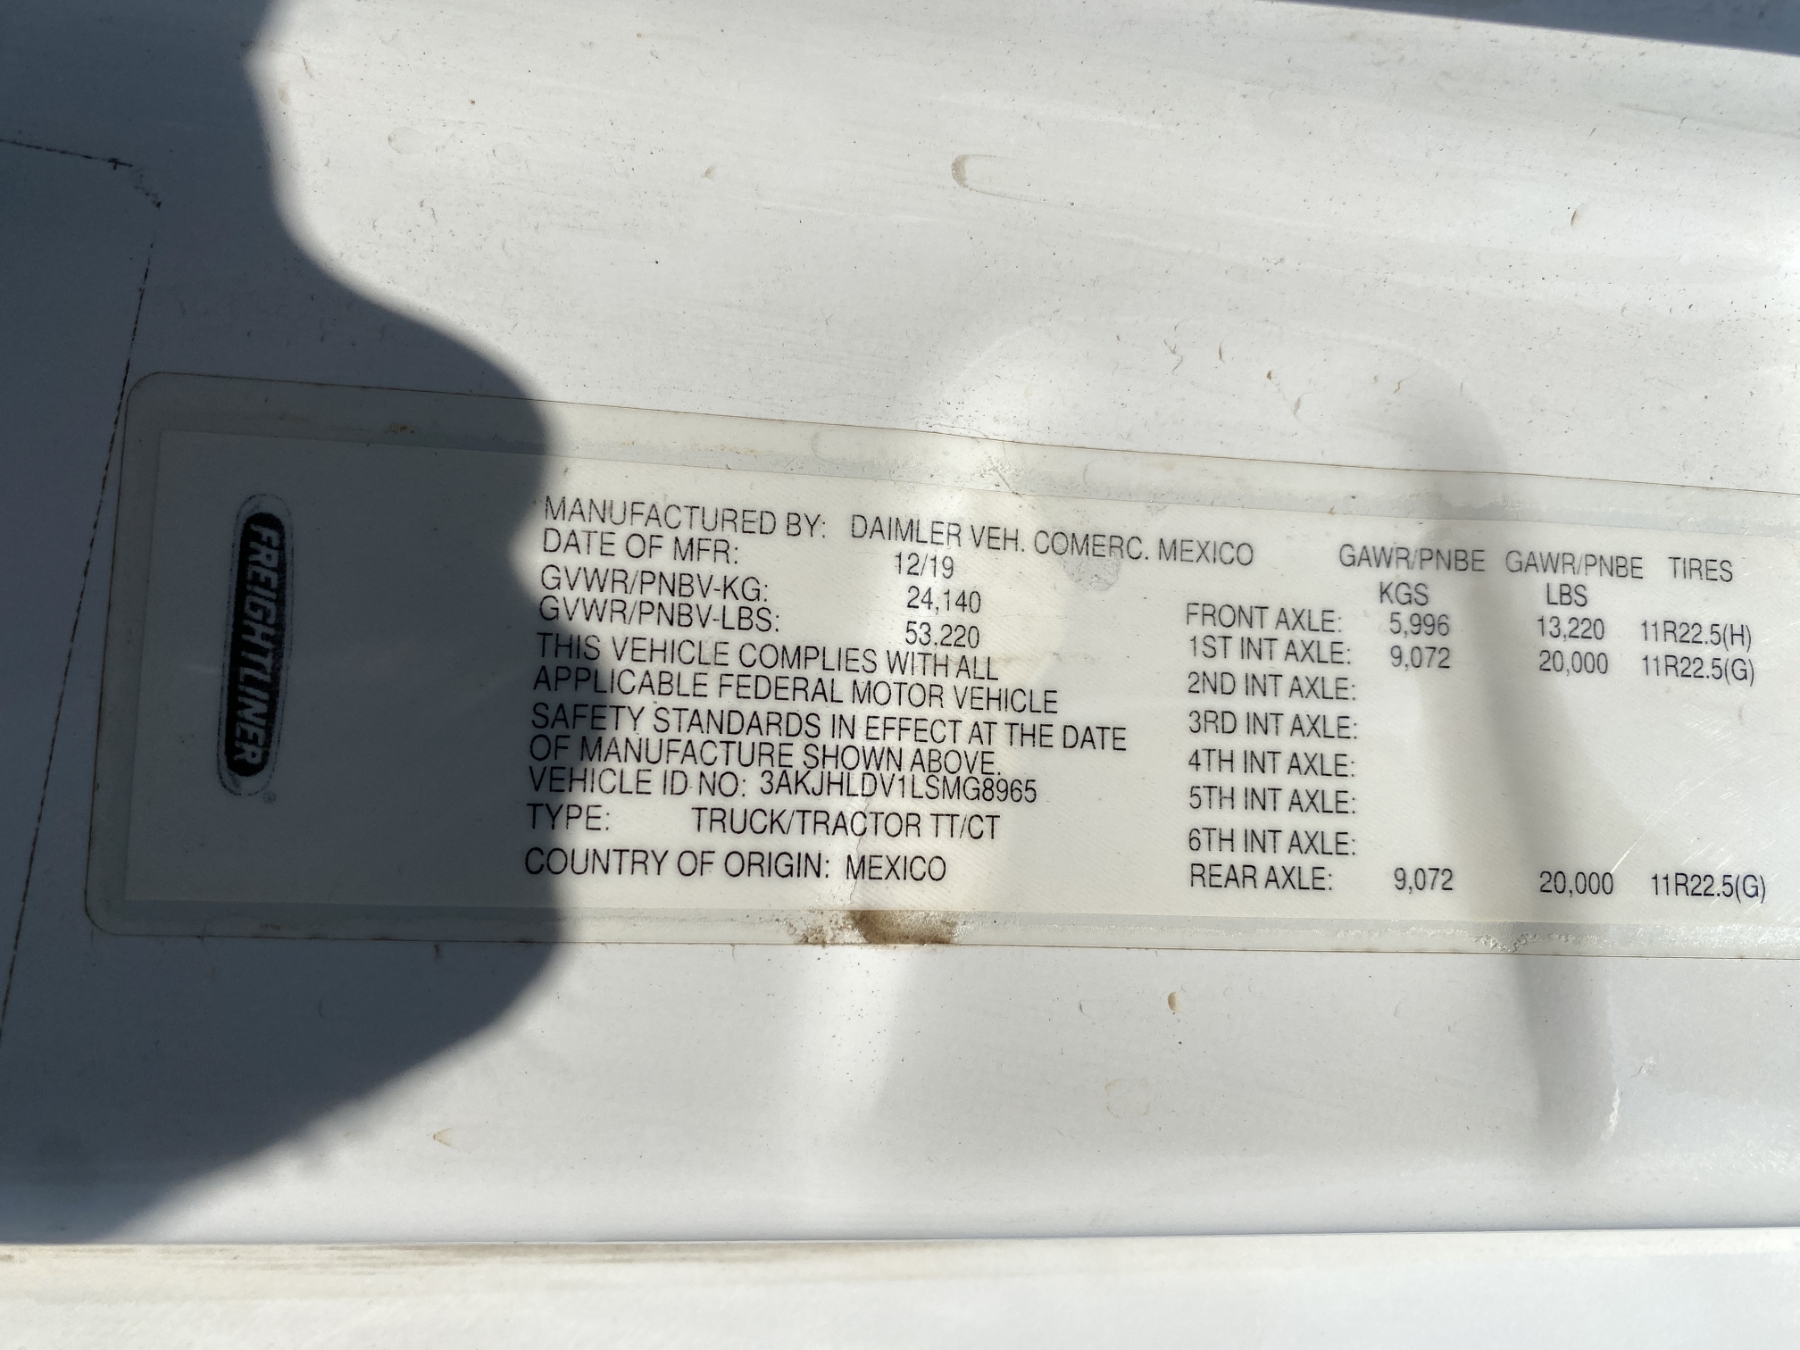 FREIGHTLINER
MANUFACTURED BY: DAIMLER VEH. COMERC. MEXICO
DATE OF MFR: 12/19
GVWR/PNBV-KG: 24,140
GVWR/PNBV-LBS: 53.220
THIS VEHICLE COMPLIES WITH ALL
APPLICABLE FEDERAL MOTOR VEHICLE
SAFETY STANDARDS IN EFFECT AT THE DATE
OF MANUFACTURE SHOWN ABOVE.
VEHICLE ID NO: 3AKJHLDV1LSMG8965
TYPE: TRUCK/TRACTOR TT/CT
COUNTRY OF ORIGIN: MEXICO
GAWR/PNBE GAWR/PNBE TIRES
KGS LBS
FRONT AXLE: 5,996 13,220 11R22.5(H)
1ST INT AXLE: 9,072 20,000 11R22.5(G)
2ND INT AXLE:
3RD INT AXLE:
4TH INT AXLE:
5TH INT AXLE:
6TH INT AXLE:
REAR AXLE: 9,072 20,000 11R22.5(G)